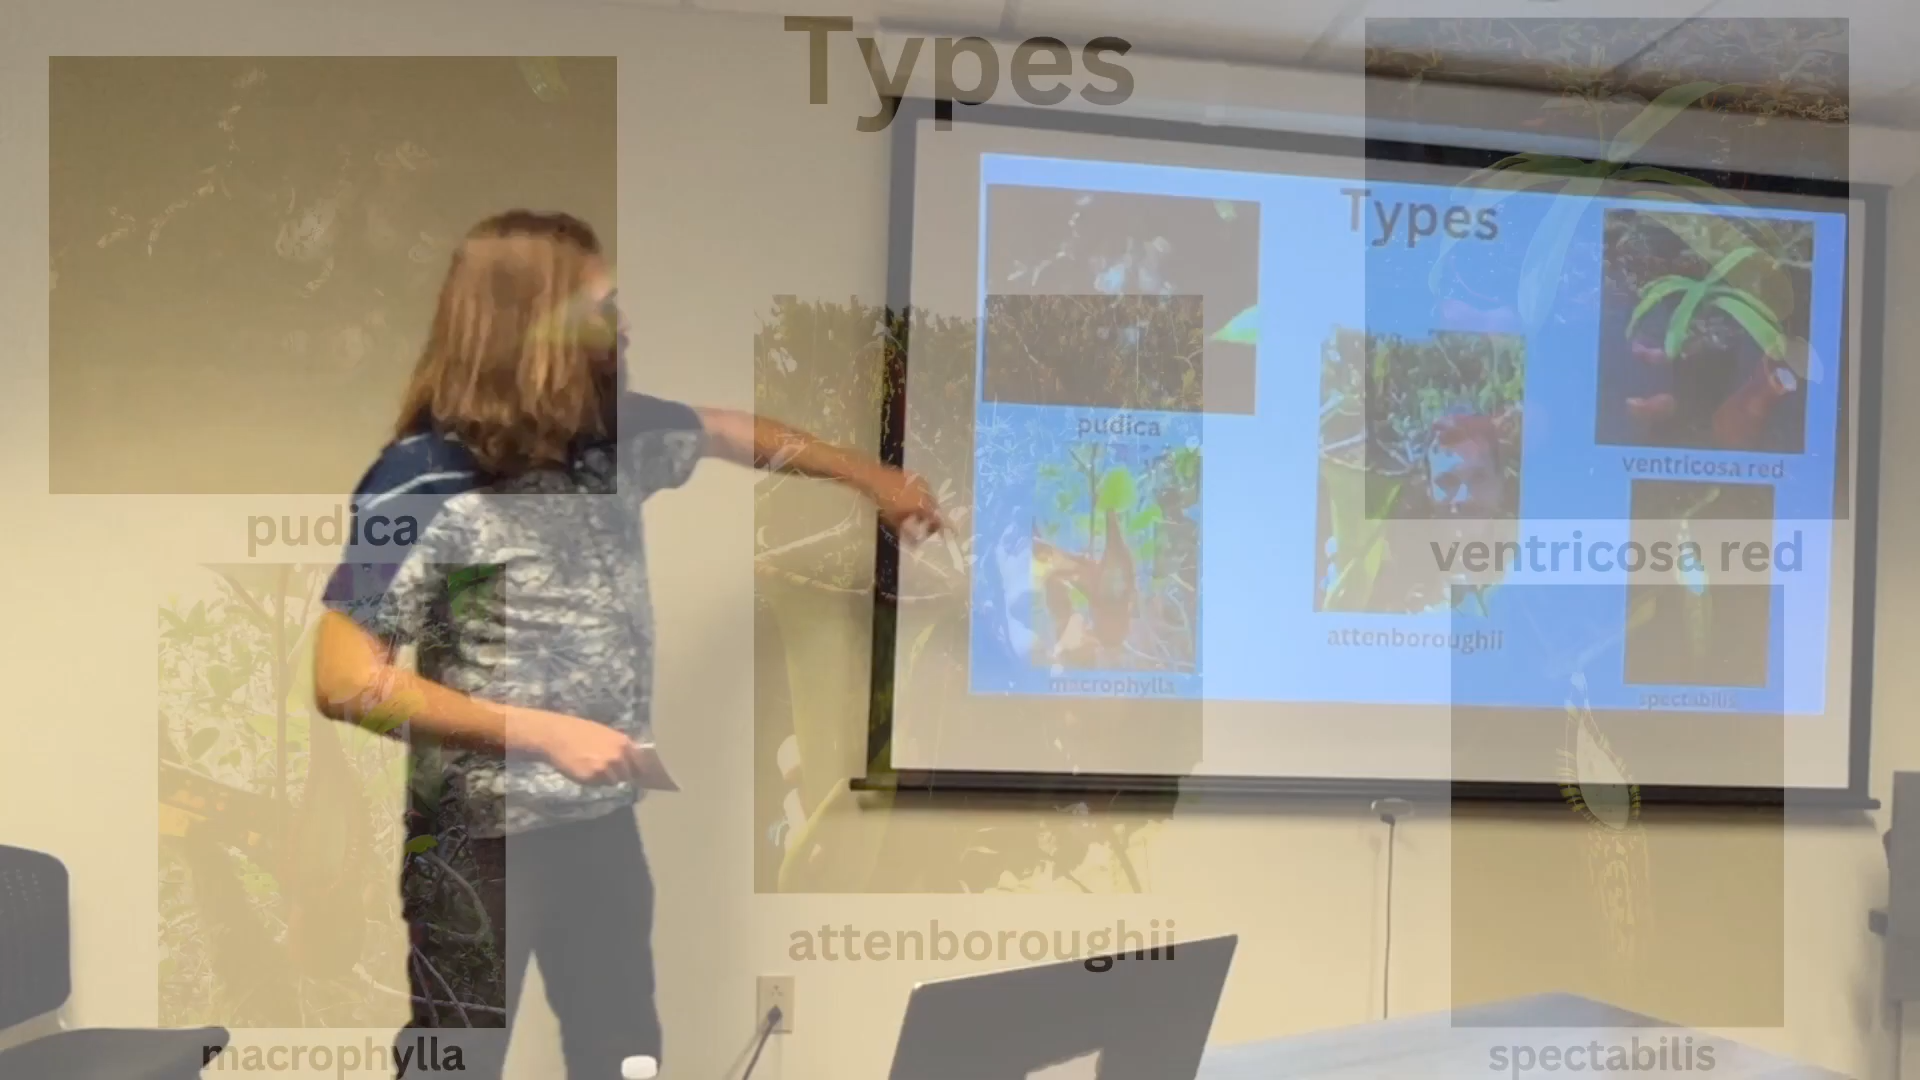 Types
pudica
macrophylla
attenboroughii
ventricosa red
spectabilis
Types
pudica
macrophylla
attenboroughii
ventricosa red
spectabilis